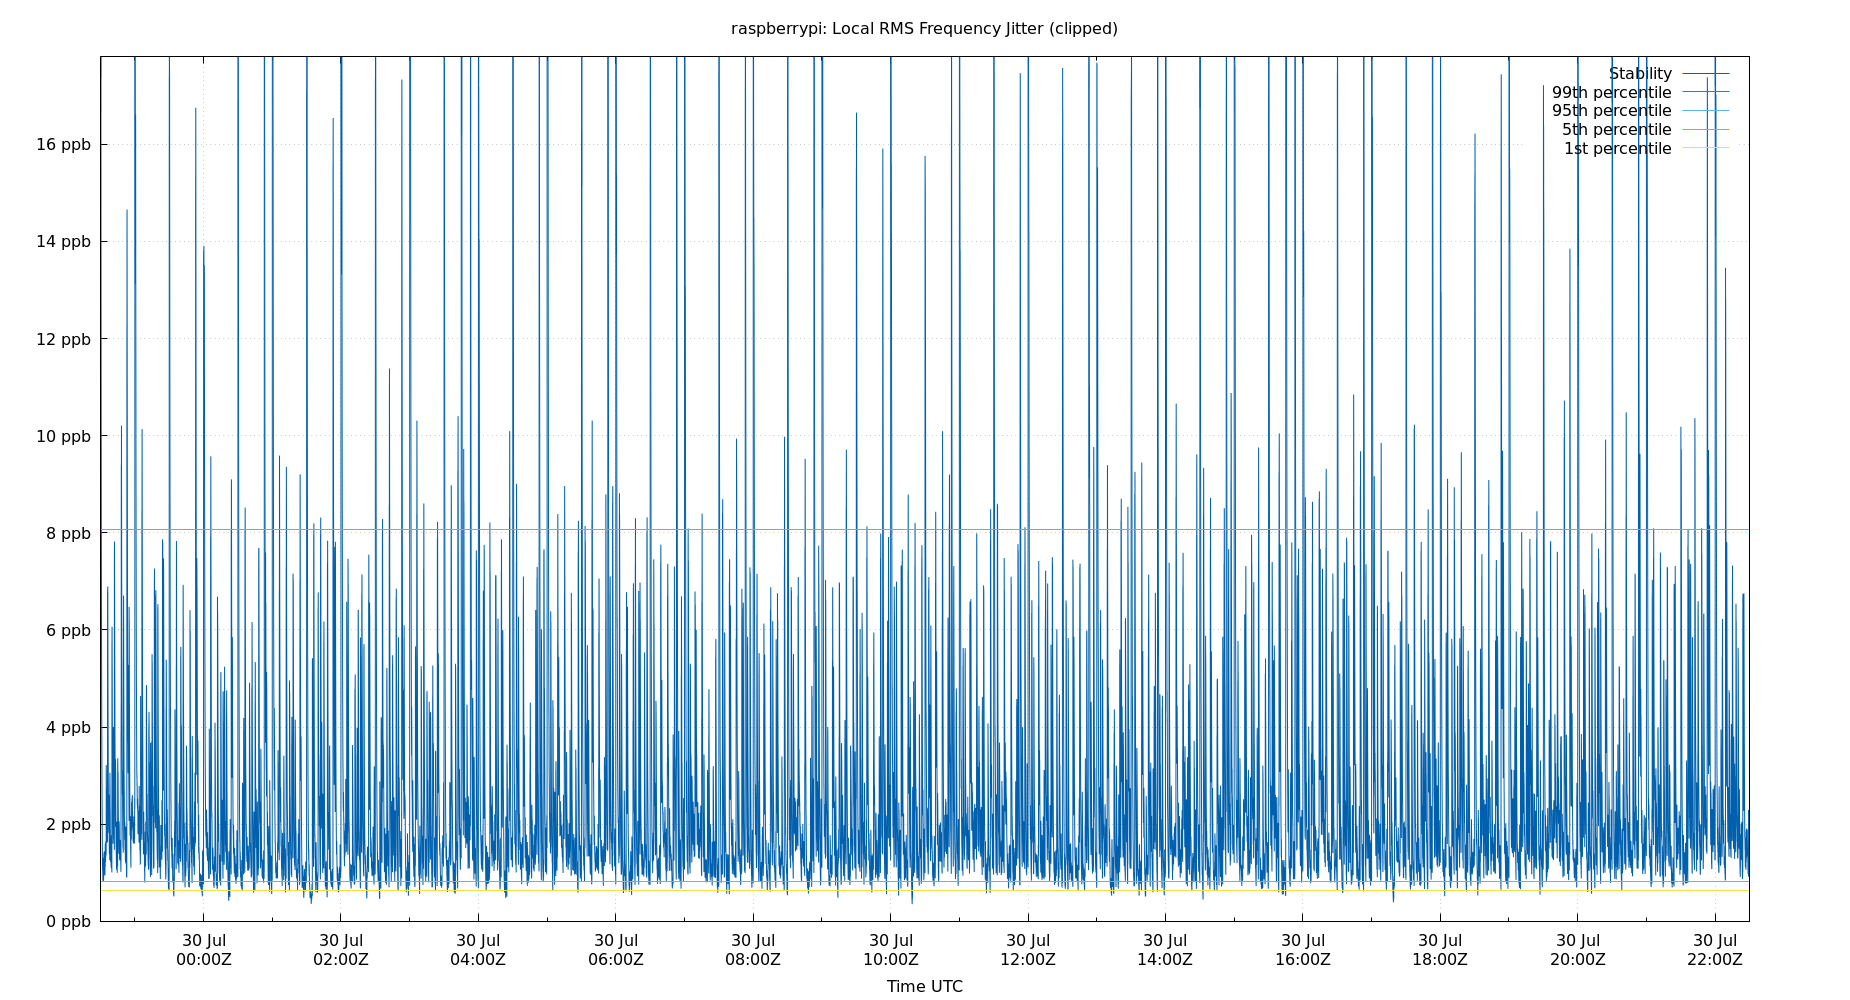 raspberrypi: Local RMS Frequency Jitter (clipped)
Stability
99th percentile
95th percentile
5th percentile
1st percentile
16 ppb
14 ppb
12 ppb
10 ppb
8 ppb
6 ppb
4 ppb
2 ppb
0 ppb
30 Jul 30 Jul 30 Jul 30 Jul 30 Jul 30 Jul 30 Jul 30 Jul 30 Jul 30 Jul 30 Jul 30 Jul
00:00Z 02:00Z 04:00Z 06:00Z 08:00Z 10:00Z 12:00Z 14:00Z 16:00Z 18:00Z 20:00Z 22:00Z
Time UTC